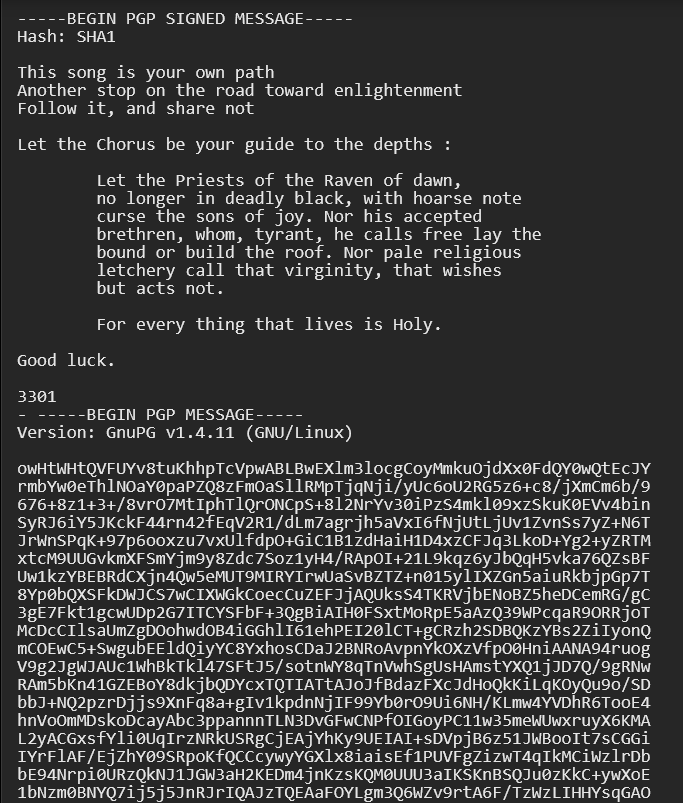 -----BEGIN PGP SIGNED MESSAGE-----
Hash: SHA1
This song is your own path
Another stop on the road toward enlightenment
Follow it, and share not
Let the Chorus be your guide to the depths :
Let the Priests of the Raven of dawn,
no longer in deadly black, with hoarse note
curse the sons of joy. Nor his accepted
brethren, whom, tyrant, he calls free lay the
bound or build the roof. Nor pale religious
letchery call that virginity, that wishes
but acts not.
For every thing that lives is Holy.
Good luck.
3301
- -----BEGIN PGP MESSAGE-----
Version: GnuPG v1.4.11 (GNU/Linux)
owHtWHtQVFUYv8tuKhhpTcVpwABLBwEXlm3locgCoyMmkuOjdXx0FdQY0wQtEcJY
rmbYw0eThlNOaY0paPZQ8zFmOaSllRMpTjqNji/yUc6oU2RG5z6+c8/jXmCm6b/9
676+8z1+3+/8vrO7MtIphTlQrONCpS+8l2NrYv30iPzS4mkl09xzSkuK0EVv4bin
SyRJ6iY5JKckF44rn42fEqV2R1/dLm7agrjh5aVxI6fNjUtLjUv1ZvnSs7yZ+N6T
JrWnSPqK+97p6ooxzu7vxUlfdpO+GiC1B1zdHaiH1D4xzCFJq3LkoD+Yg2+yZRTM
xtcM9UUGvkmXFSmYjm9y8Zdc7Soz1yH4/RApOI+21L9kqz6yJbQqH5vka76QZsBF
Uw1kzYBEBRdCXjn4Qw5eMUT9MIRYIrwUaSvBZTZ+n015ylIXZGn5aiuRkbjpGp7T
8Yp0bQXSFkDWJCS7wCIXWGkCoecCuZEFJjAQUksS4TKRVjbENoBZ5heDCemRG/gC
3gE7Fkt1gcwUDp2G7ITCYSFbF+3QgBiAIH0FSxtMoRpE5aAzQ39WPcqaR9ORRjoT
McDcCIlsaUmZgDOohwdOB4iGGhlI61ehPEI20lCT+gCRzh2SDBQKzYBs2ZiIyonQ
mCOEwC5+SwgubEEldQiyYC8YxhosCDaJ2BNRoAvpnYkOXzVfpO0HniAANA94ruog
V9g2JgWJAUc1WhBkTkl47SFtJ5/sotnWY8qTnVwhSgUsHAmstYXQ1jJD7Q/9gRNw
RAm5bKn41GZEBoY8dkjbQDYcxTQTIATtAJoJfBdazFXcJdHoQkKiLqKOyQu9o/SD
bbJ+NQ2pzrDjjs9XnFq8a+gIv1kpdnNjIF99Yb0rO9Ui6NH/KLmw4YVDhR6TooE4
hnVoOmMDskoDcayAbc3ppannnTLN3DvGFwCNPfOIGoyPC11w35meWUwxruyX6KMA
L2yACGxsfYli0UqIrzNRkUSRgCjEAjYhKy9UEIAI+sDVpjB6z51JWBooIt7sCGGi
IYrFlAF/EjZhY09SRpoKfQCCcywyYGXlx8iaisEf1PUVFgZizwT4qIkMCiWzlrDb
bE94Nrpi0URzQkNJ1JGW3aH2KEDm4jnKzsKQM0UUU3aIKSKnBSQJu0zKkC+ywXoE
1bNzm0BNYQ7ij5j5JnRJrIQAJzTQEAaFOYLgm3Q6WZv9rtA6F/TzWzLIHHYsqGAO